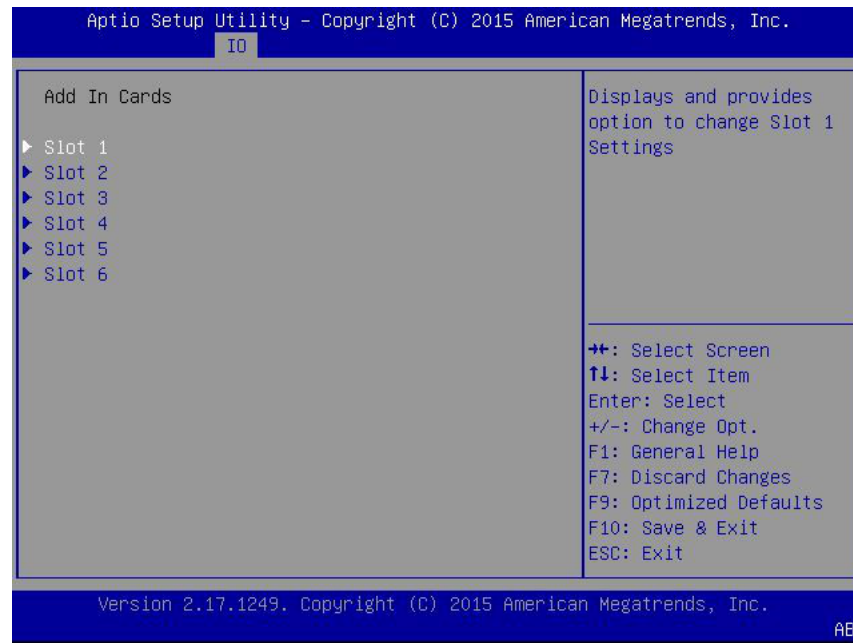 Aptio Setup Utility – Copyright (C) 2015 American Megatrends, Inc.
IO
Add In Cards
Slot 1
Slot 2
Slot 3
Slot 4
Slot 5
Slot 6
Displays and provides
option to change Slot 1
Settings
→←: Select Screen
↑↓: Select Item
Enter: Select
+/-: Change Opt.
F1: General Help
F7: Discard Changes
F9: Optimized Defaults
F10: Save & Exit
ESC: Exit
Version 2.17.1249. Copyright (C) 2015 American Megatrends, Inc.
AB